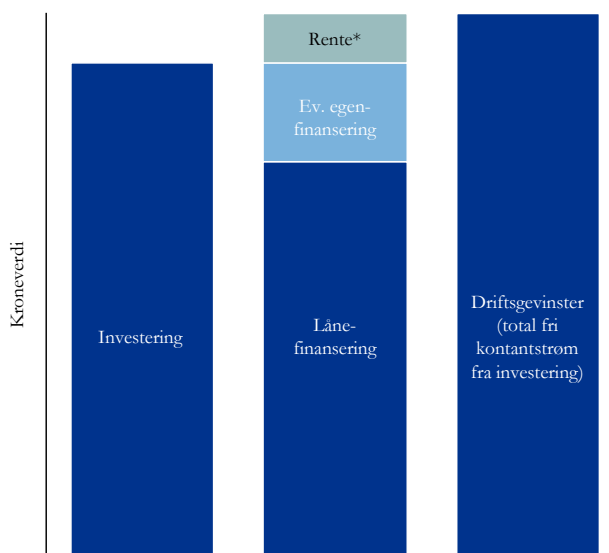 Kroneverdi
Investering
Rente*
Ev. egen-
finansering
Låne-
finansering
Driftsgevinster
(total fri
kontantstrøm
fra investering)